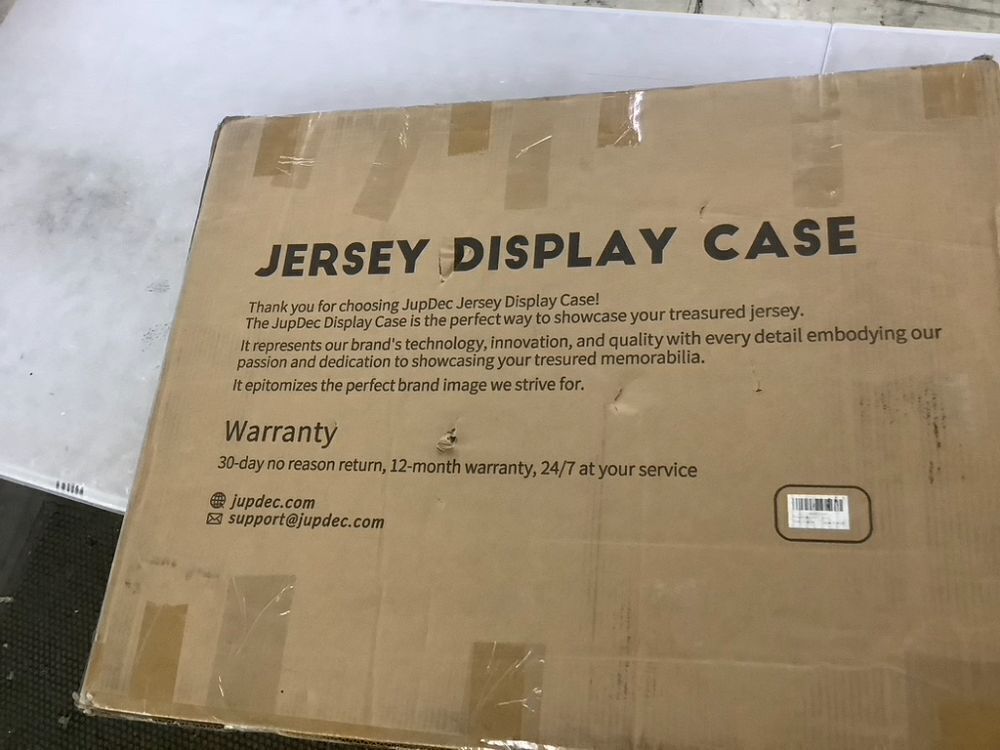 JERSEY DISPLAY CASE
Thank you for choosing JupDec Jersey Display Case!
The JupDec Display Case is the perfect way to showcase your treasured jersey.
It represents our brand's technology, innovation, and quality with every detail embodying our
passion and dedication to showcasing your tresured memorabilia.
It epitomizes the perfect brand image we strive for.
Warranty
30-day no reason return, 12-month warranty, 24/7 at your service
jupdec.com
support@jupdec.com